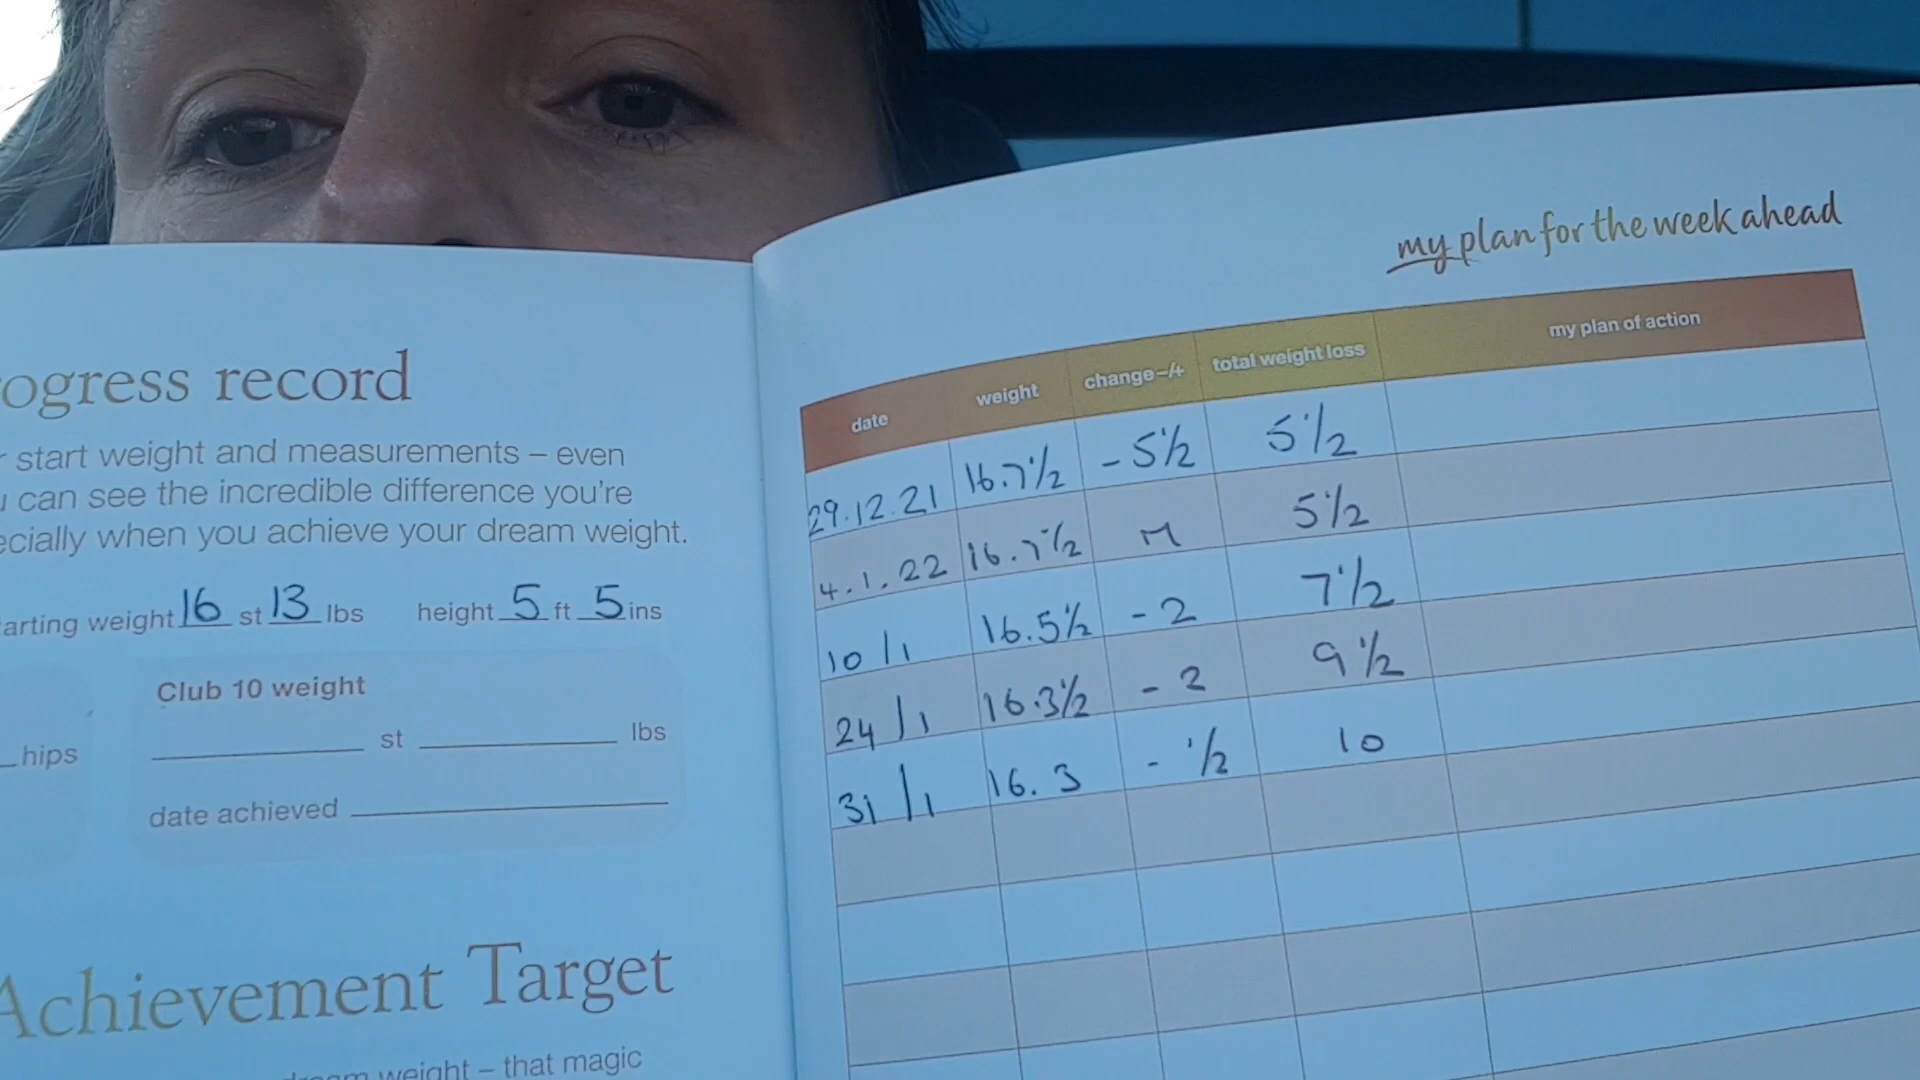 ogress record
start weight and measurements – even
can see the incredible difference you're
ecially when you achieve your dream weight.
arting weight 16 st 13 lbs height 5 ft 5 ins
Club 10 weight
st lbs
hips
date achieved
Achievement Target
weight – that magic
my plan for the week ahead
date weight change –/+ total weight loss my plan of action
29.12.21 16.7½ - 5½ 5½
4.1.22 16.7½ M 5½
10/1 16.5½ - 2 7½
24/1 16.3½ - 2 9½
31/1 16.3 - ½ 10